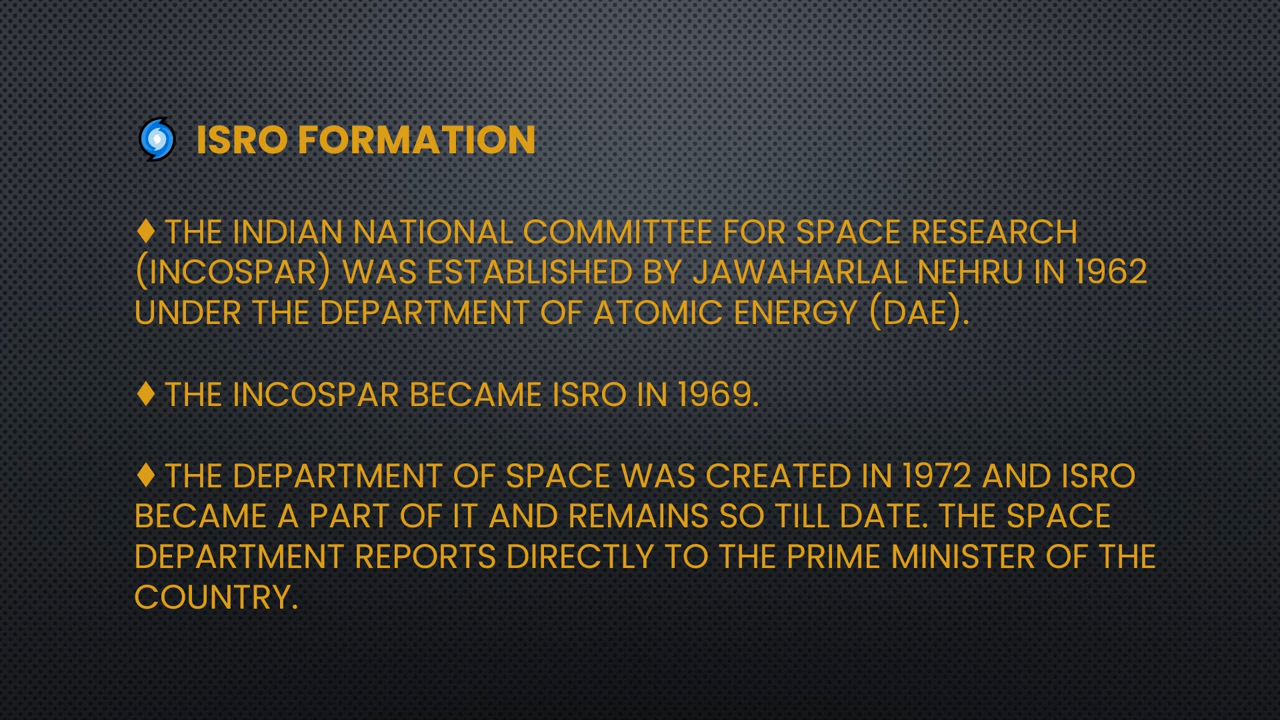 🌀 ISRO FORMATION
♦ THE INDIAN NATIONAL COMMITTEE FOR SPACE RESEARCH
(INCOSPAR) WAS ESTABLISHED BY JAWAHARLAL NEHRU IN 1962
UNDER THE DEPARTMENT OF ATOMIC ENERGY (DAE).
♦ THE INCOSPAR BECAME ISRO IN 1969.
♦ THE DEPARTMENT OF SPACE WAS CREATED IN 1972 AND ISRO
BECAME A PART OF IT AND REMAINS SO TILL DATE. THE SPACE
DEPARTMENT REPORTS DIRECTLY TO THE PRIME MINISTER OF THE
COUNTRY.